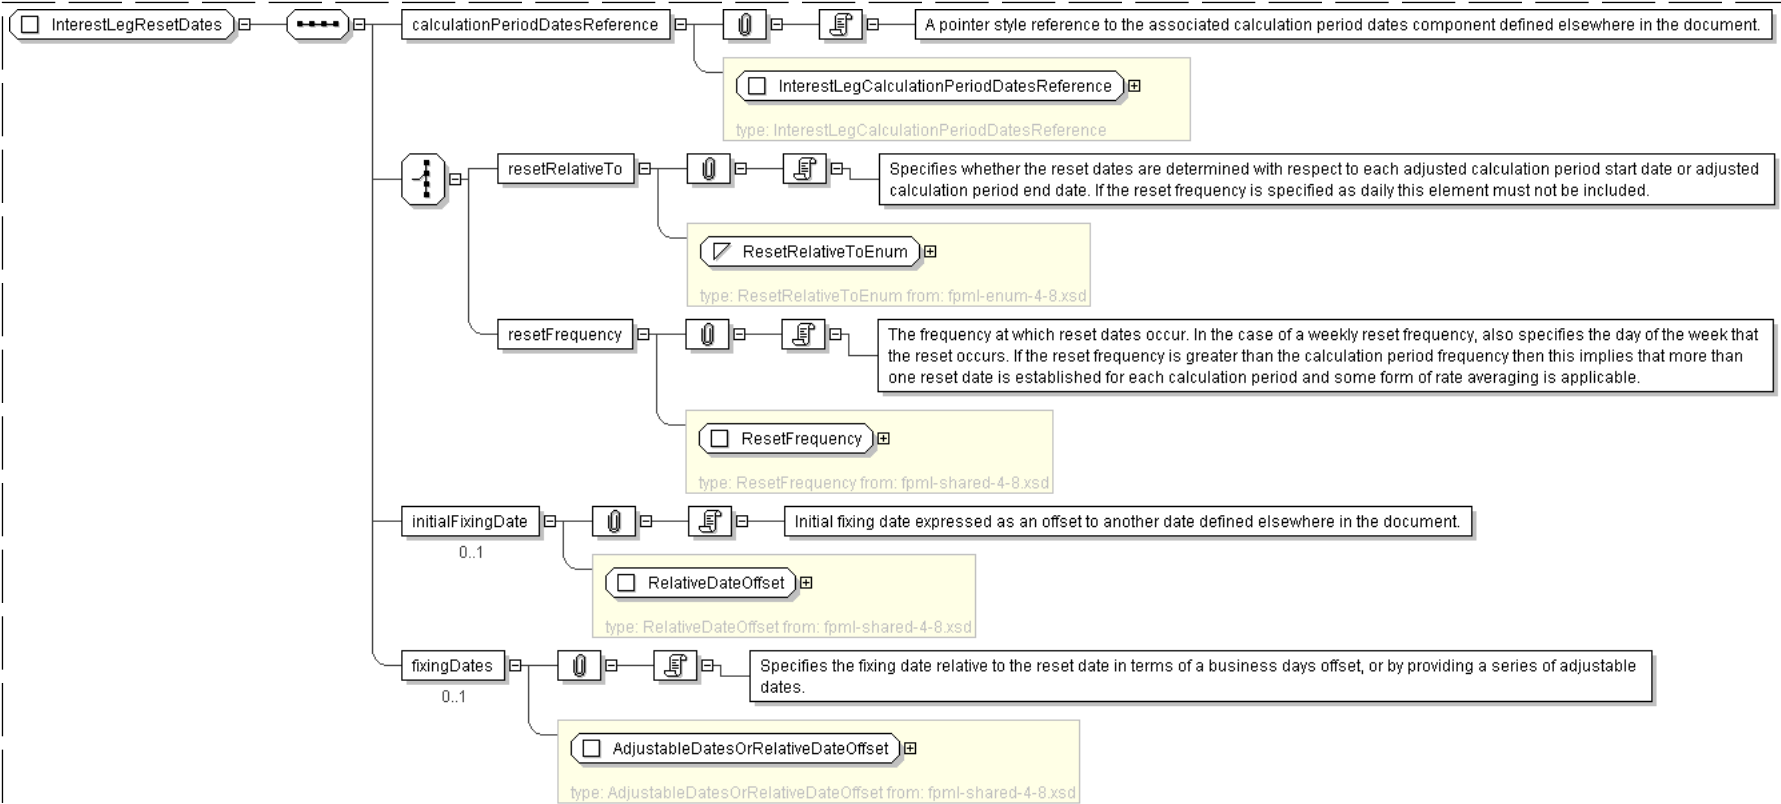 InterestLegResetDates
calculationPeriodDatesReference
A pointer style reference to the associated calculation period dates component defined elsewhere in the document.
InterestLegCalculationPeriodDatesReference
type: InterestLegCalculationPeriodDatesReference
resetRelativeTo
Specifies whether the reset dates are determined with respect to each adjusted calculation period start date or adjusted
calculation period end date. If the reset frequency is specified as daily this element must not be included.
ResetRelativeToEnum
type: ResetRelativeToEnum from: fpml-enum-4-8.xsd
resetFrequency
The frequency at which reset dates occur. In the case of a weekly reset frequency, also specifies the day of the week that
the reset occurs. If the reset frequency is greater than the calculation period frequency then this implies that more than
one reset date is established for each calculation period and some form of rate averaging is applicable.
ResetFrequency
type: ResetFrequency from: fpml-shared-4-8.xsd
initialFixingDate
0..1
Initial fixing date expressed as an offset to another date defined elsewhere in the document.
RelativeDateOffset
type: RelativeDateOffset from: fpml-shared-4-8.xsd
fixingDates
0..1
Specifies the fixing date relative to the reset date in terms of a business days offset, or by providing a series of adjustable
dates.
AdjustableDatesOrRelativeDateOffset
type: AdjustableDatesOrRelativeDateOffset from: fpml-shared-4-8.xsd